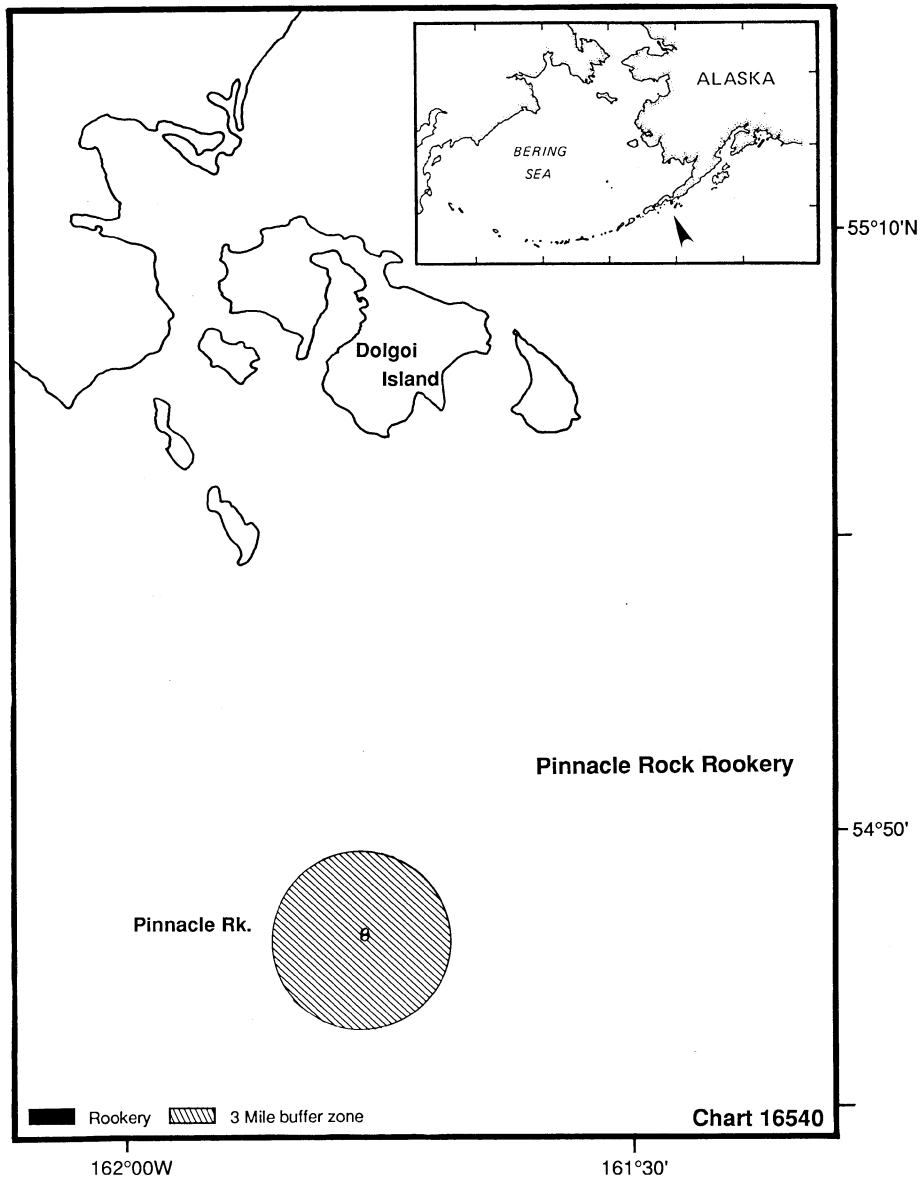 ALASKA
BERING
SEA
55°10'N
Dolgoi
Island
Pinnacle Rock Rookery
54°50'
Pinnacle Rk.
Rookery
3 Mile buffer zone
Chart 16540
162°00W
161°30'